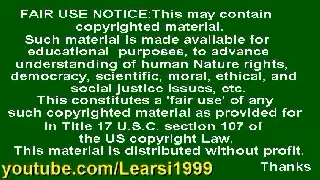 FAIR USE NOTICE:This may contain
copyrighted material.
Such material is made available for
educational purposes, to advance
understanding of human Nature rights,
democracy, scientific, moral, ethical, and
social justice issues, etc.
This constitutes a 'fair use' of any
such copyrighted material as provided for
in Title 17 U.S.C. section 107 of
the US copyright Law.
This material is distributed without profit.
youtube.com/Learsi1999 Thanks